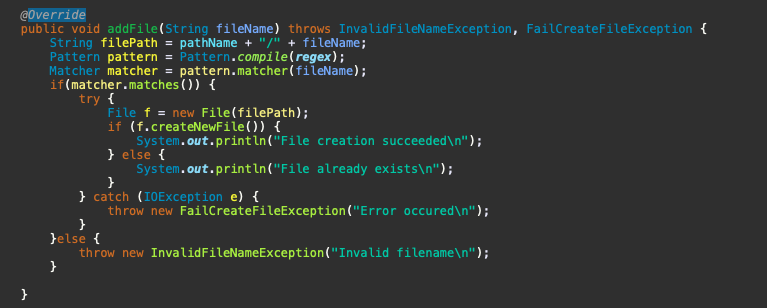 @Override
public void addFile(String fileName) throws InvalidFileNameException, FailCreateFileException {
    String filePath = pathName + "/" + fileName;
    Pattern pattern = Pattern.compile(regex);
    Matcher matcher = pattern.matcher(fileName);
    if(matcher.matches()) {
        try {
            File f = new File(filePath);
            if (f.createNewFile()) {
                System.out.println("File creation succeeded\n");
            } else {
                System.out.println("File already exists\n");
            }
        } catch (IOException e) {
            throw new FailCreateFileException("Error occured\n");
        }
    }else {
        throw new InvalidFileNameException("Invalid filename\n");
    }
}